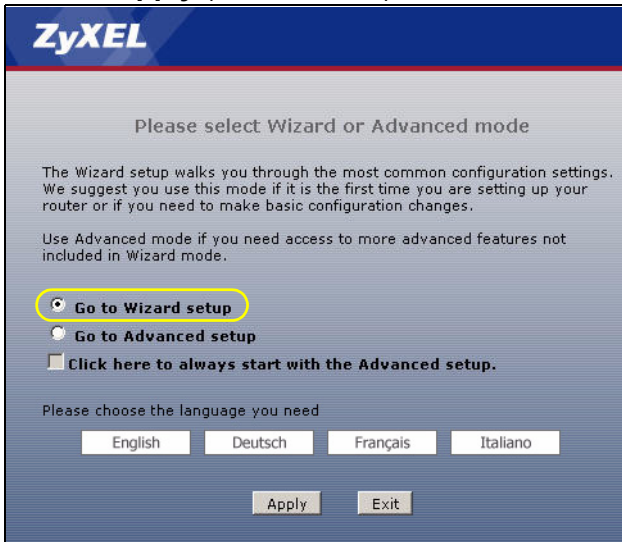 ZyXEL
Please select Wizard or Advanced mode
The Wizard setup walks you through the most common configuration settings.
We suggest you use this mode if it is the first time you are setting up your
router or if you need to make basic configuration changes.
Use Advanced mode if you need access to more advanced features not
included in Wizard mode.
Go to Wizard setup
Go to Advanced setup
Click here to always start with the Advanced setup.
Please choose the language you need
English Deutsch Français Italiano
Apply Exit